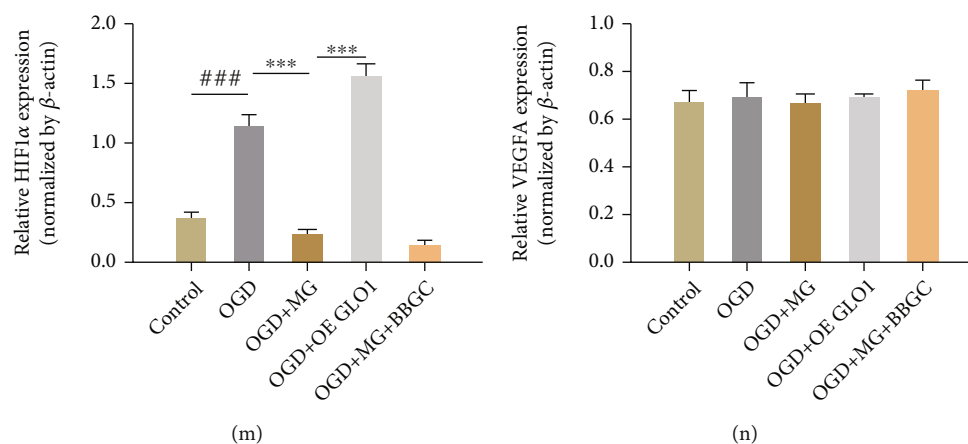 Relative HIF1α expression
(normalized by β-actin)
2.0
1.5
1.0
0.5
0.0
###
***
***
Control
OGD
OGD+MG
OGD+OE GLO1
OGD+MG+BBGC
(m)
Relative VEGFA expression
(normalized by β-actin)
1.0
0.8
0.6
0.4
0.2
0.0
Control
OGD
OGD+MG
OGD+OE GLO1
OGD+MG+BBGC
(n)